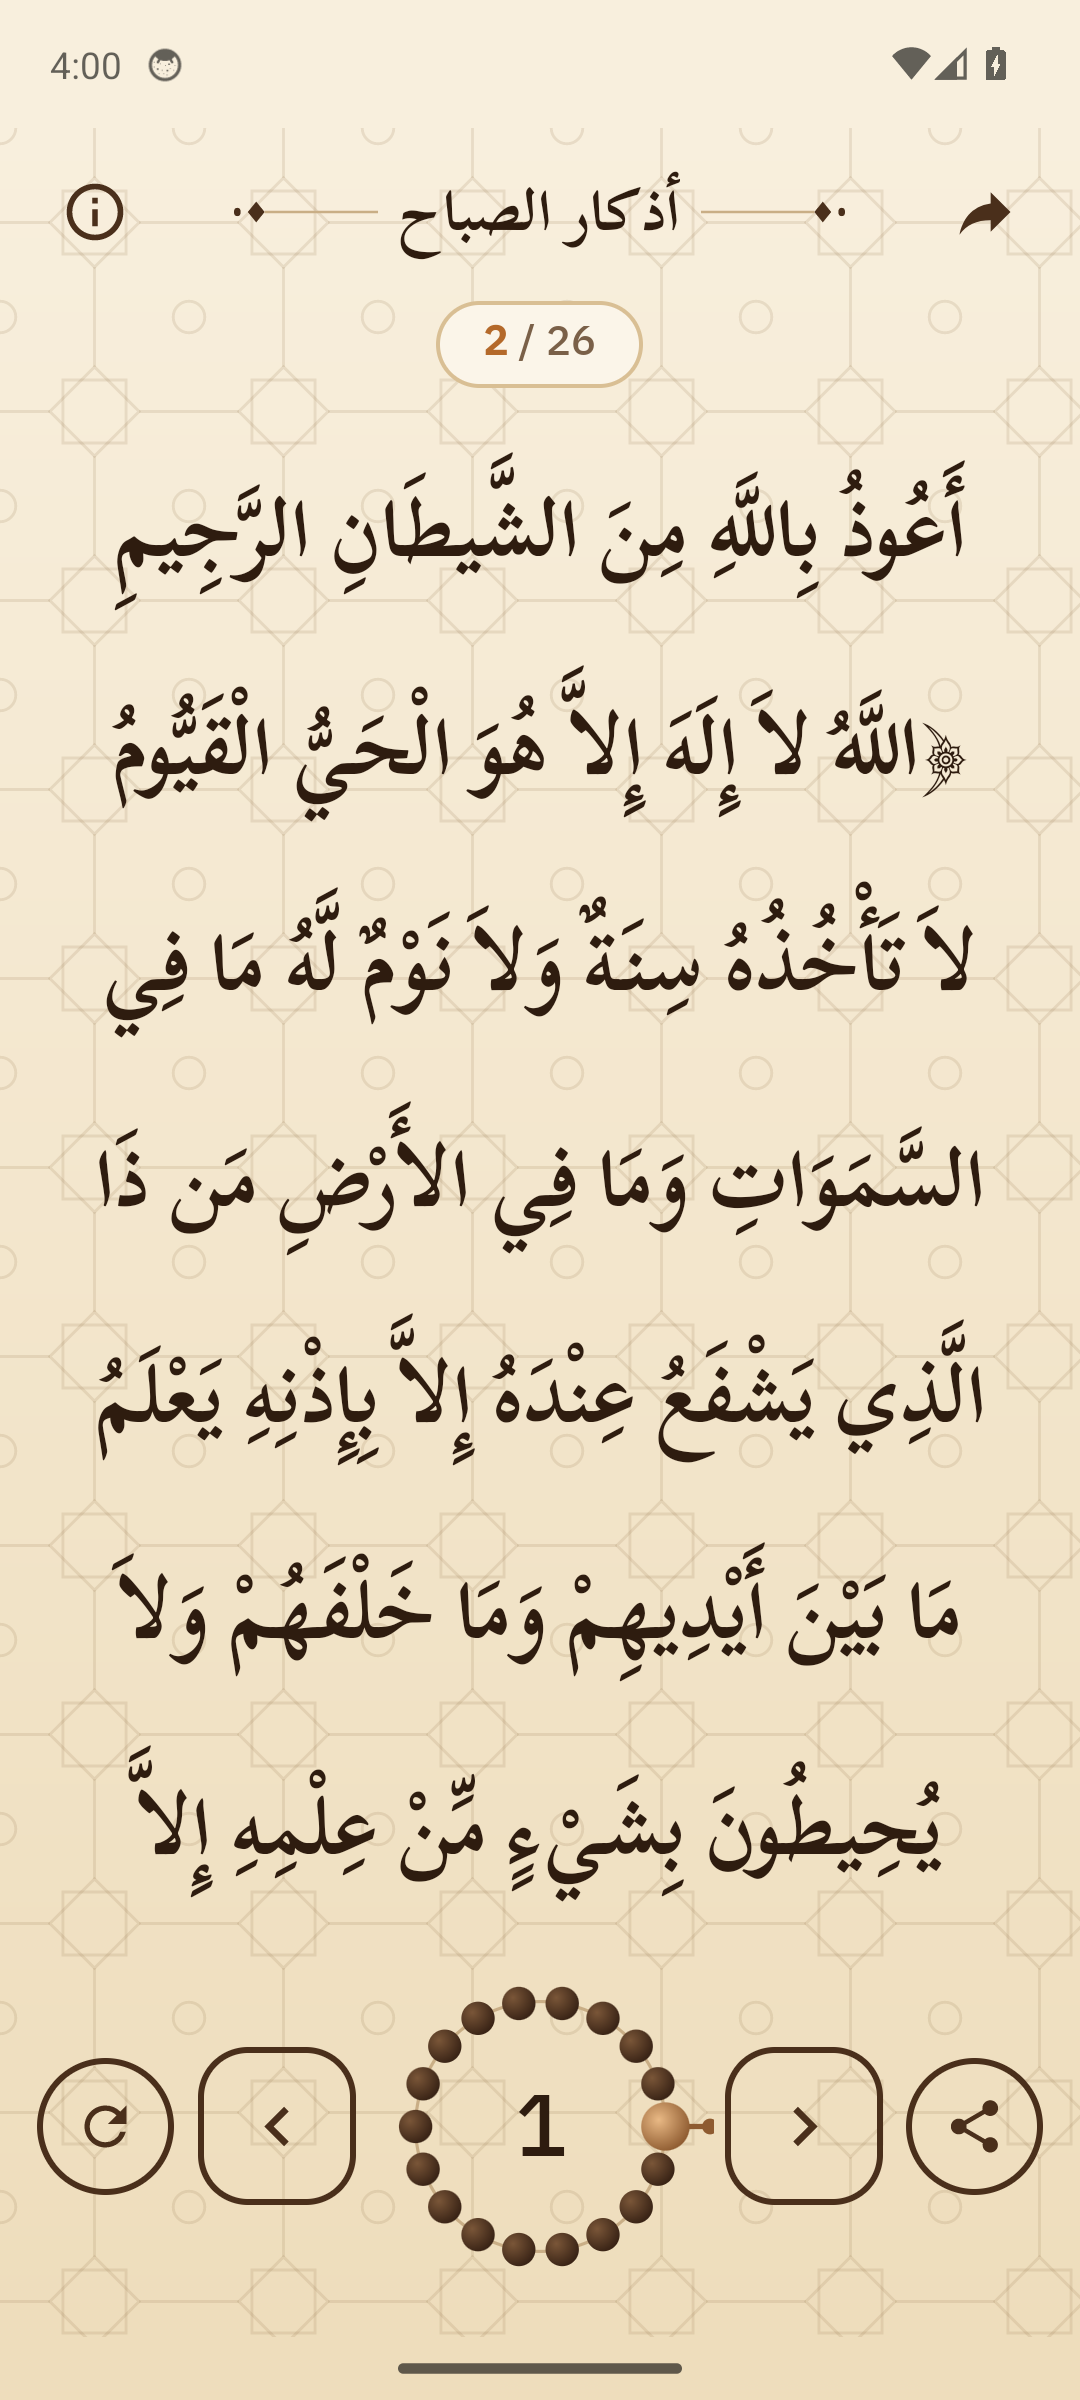 4:00
أذكار الصباح
2 / 26
أَعُوذُ بِاللَّهِ مِنَ الشَّيطَانِ الرَّجِيمِ
﴿اللَّهُ لاَ إِلَهَ إِلاَّ هُوَ الْحَيُّ الْقَيُّومُ
لاَ تَأْخُذُهُ سِنَةٌ وَلاَ نَوْمٌ لَّهُ مَا فِي
السَّمَوَاتِ وَمَا فِي الأَرْضِ مَن ذَا
الَّذِي يَشْفَعُ عِنْدَهُ إِلاَّ بِإِذْنِهِ يَعْلَمُ
مَا بَيْنَ أَيْدِيهِمْ وَمَا خَلْفَهُمْ وَلاَ
يُحِيطُونَ بِشَيْءٍ مِّنْ عِلْمِهِ إِلاَّ
1